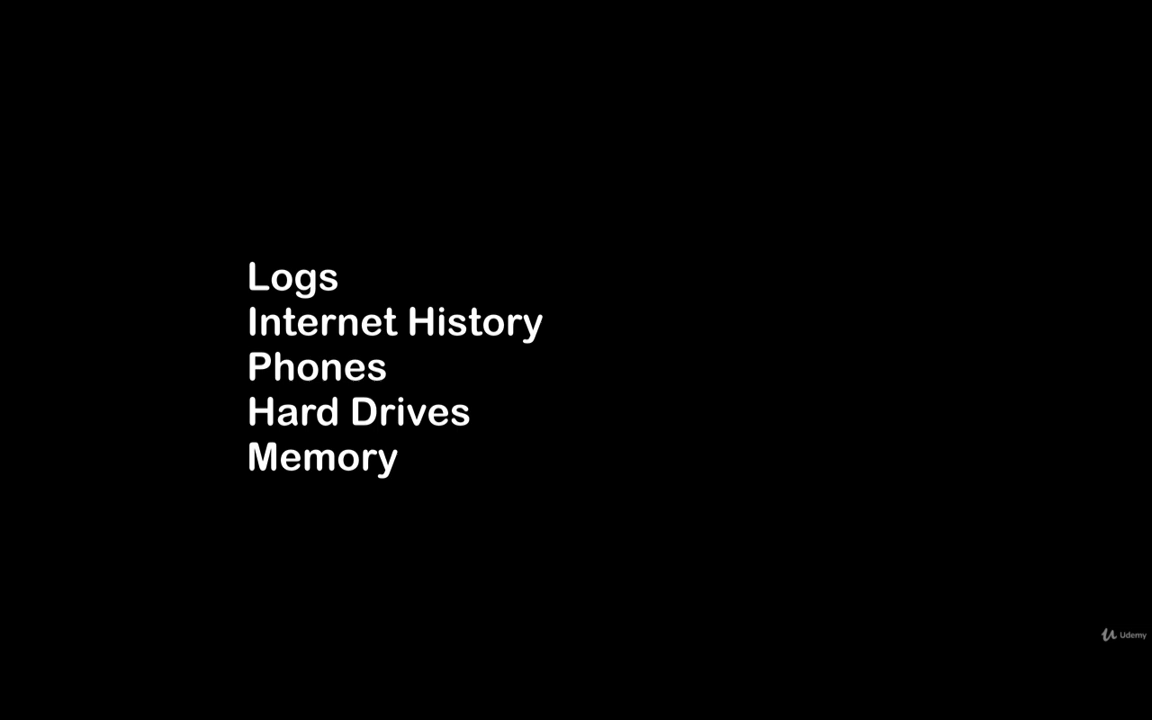 Logs
Internet History
Phones
Hard Drives
Memory
Udemy